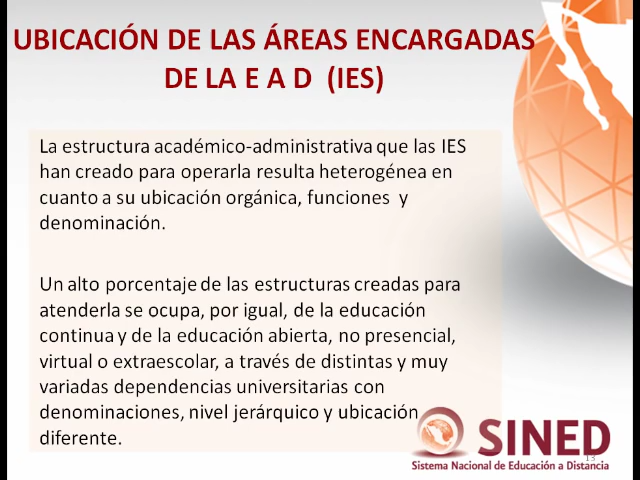 UBICACIÓN DE LAS ÁREAS ENCARGADAS
DE LA E A D (IES)
La estructura académico-administrativa que las IES
han creado para operarla resulta heterogénea en
cuanto a su ubicación orgánica, funciones y
denominación.
Un alto porcentaje de las estructuras creadas para
atenderla se ocupa, por igual, de la educación
continua y de la educación abierta, no presencial,
virtual o extraescolar, a través de distintas y muy
variadas dependencias universitarias con
denominaciones, nivel jerárquico y ubicación
diferente.
SINED
13
Sistema Nacional de Educación a Distancia